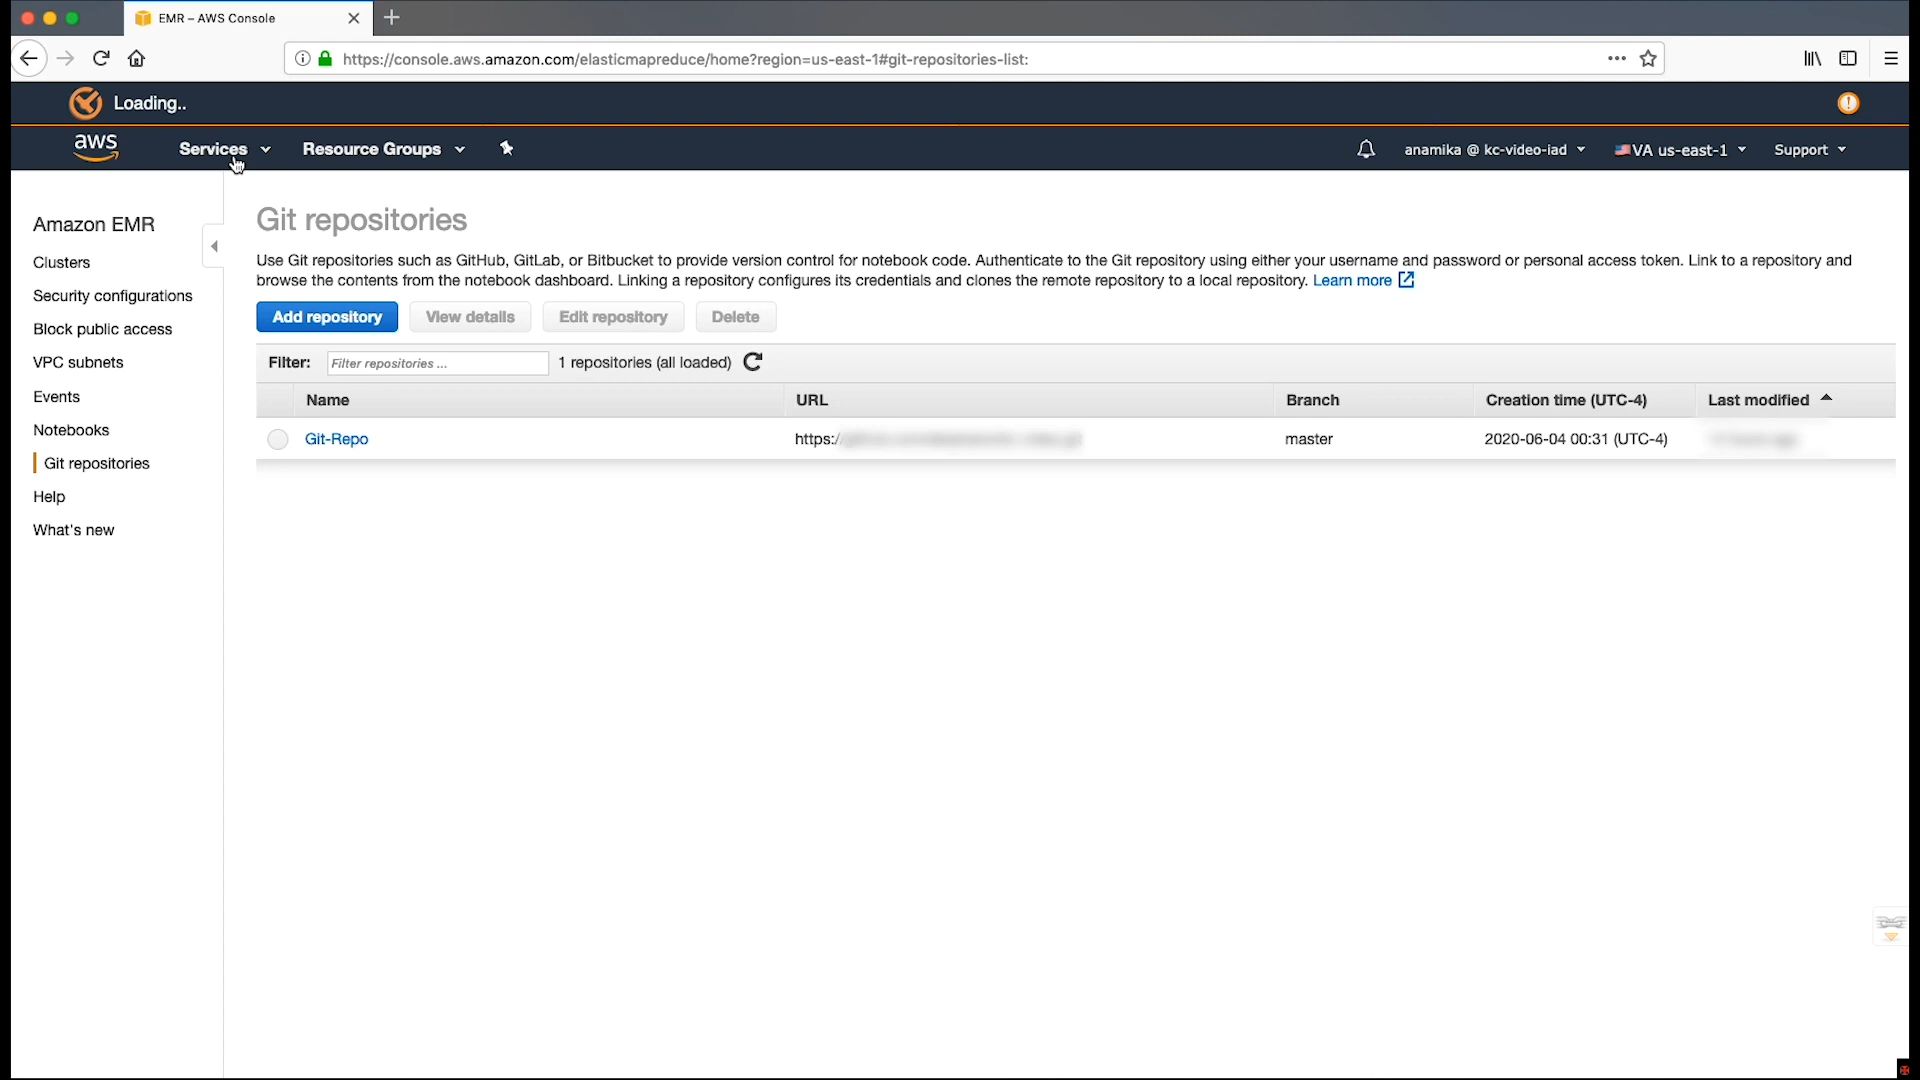 EMR – AWS Console
https://console.aws.amazon.com/elasticmapreduce/home?region=us-east-1#git-repositories-list:
Loading..
aws Services Resource Groups anamika @ kc-video-iad VA us-east-1 Support
Amazon EMR
Clusters
Security configurations
Block public access
VPC subnets
Events
Notebooks
Git repositories
Help
What's new
Git repositories
Use Git repositories such as GitHub, GitLab, or Bitbucket to provide version control for notebook code. Authenticate to the Git repository using either your username and password or personal access token. Link to a repository and
browse the contents from the notebook dashboard. Linking a repository configures its credentials and clones the remote repository to a local repository. Learn more
Add repository View details Edit repository Delete
Filter: Filter repositories ... 1 repositories (all loaded)
Name URL Branch Creation time (UTC-4) Last modified
Git-Repo https:/ master 2020-06-04 00:31 (UTC-4)